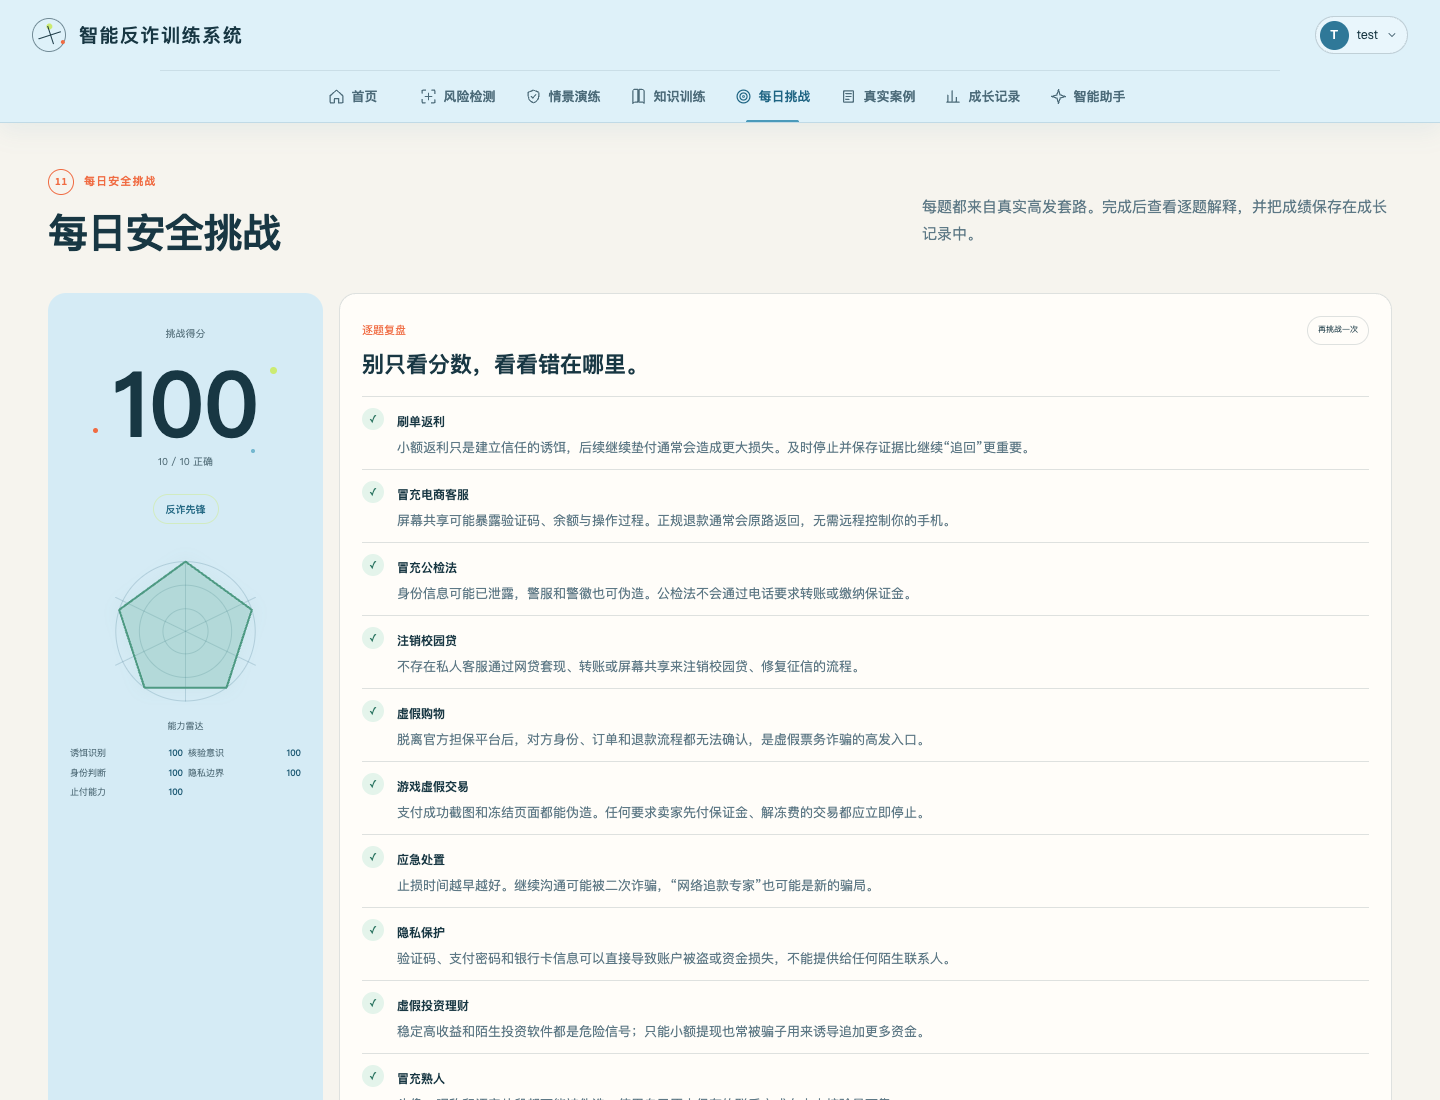 智能反诈训练系统
T test
首页 风险检测 情景演练 知识训练 每日挑战 真实案例 成长记录 智能助手
11 每日安全挑战
每日安全挑战
每题都来自真实高发套路。完成后查看逐题解释，并把成绩保存在成长
记录中。
挑战得分
100
10 / 10 正确
反诈先锋
能力雷达
诱饵识别 100 核验意识 100
身份判断 100 隐私边界 100
止付能力 100
逐题复盘
再挑战一次
别只看分数，看看错在哪里。
刷单返利
小额返利只是建立信任的诱饵，后续继续垫付通常会造成更大损失。及时停止并保存证据比继续“追回”更重要。
冒充电商客服
屏幕共享可能暴露验证码、余额与操作过程。正规退款通常会原路返回，无需远程控制你的手机。
冒充公检法
身份信息可能已泄露，警服和警徽也可伪造。公检法不会通过电话要求转账或缴纳保证金。
注销校园贷
不存在私人客服通过网贷套现、转账或屏幕共享来注销校园贷、修复征信的流程。
虚假购物
脱离官方担保平台后，对方身份、订单和退款流程都无法确认，是虚假票务诈骗的高发入口。
游戏虚假交易
支付成功截图和冻结页面都能伪造。任何要求卖家先付保证金、解冻费的交易都应立即停止。
应急处置
止损时间越早越好。继续沟通可能被二次诈骗，“网络追款专家”也可能是新的骗局。
隐私保护
验证码、支付密码和银行卡信息可以直接导致账户被盗或资金损失，不能提供给任何陌生联系人。
虚假投资理财
稳定高收益和陌生投资软件都是危险信号；只能小额提现也常被骗子用来诱导追加更多资金。
冒充熟人